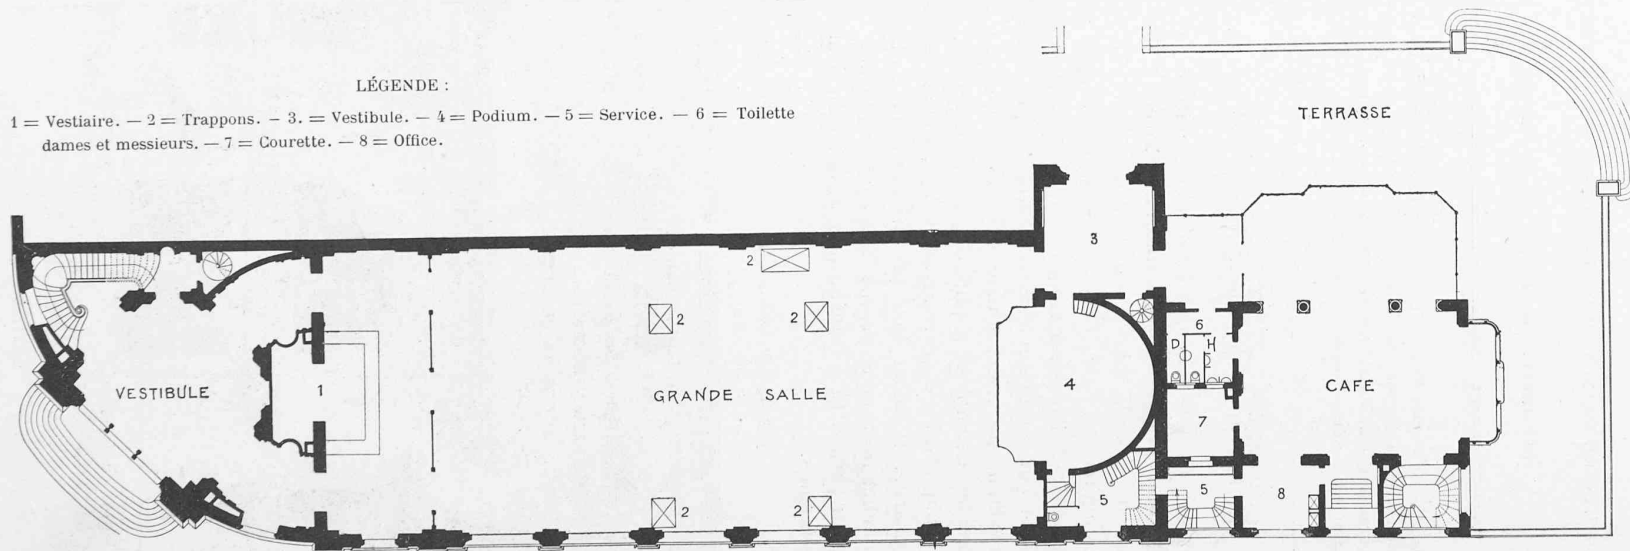 LÉGENDE :
1 = Vestiaire. — 2 = Trappons. – 3. = Vestibule. — 4 = Podium. — 5 = Service. — 6 = Toilette
dames et messieurs. — 7 = Courette. — 8 = Office.
TERRASSE
3
2
2
2
6
D H
VESTIBULE
1
GRANDE SALLE
4
CAFE
7
2
2
5
5
8